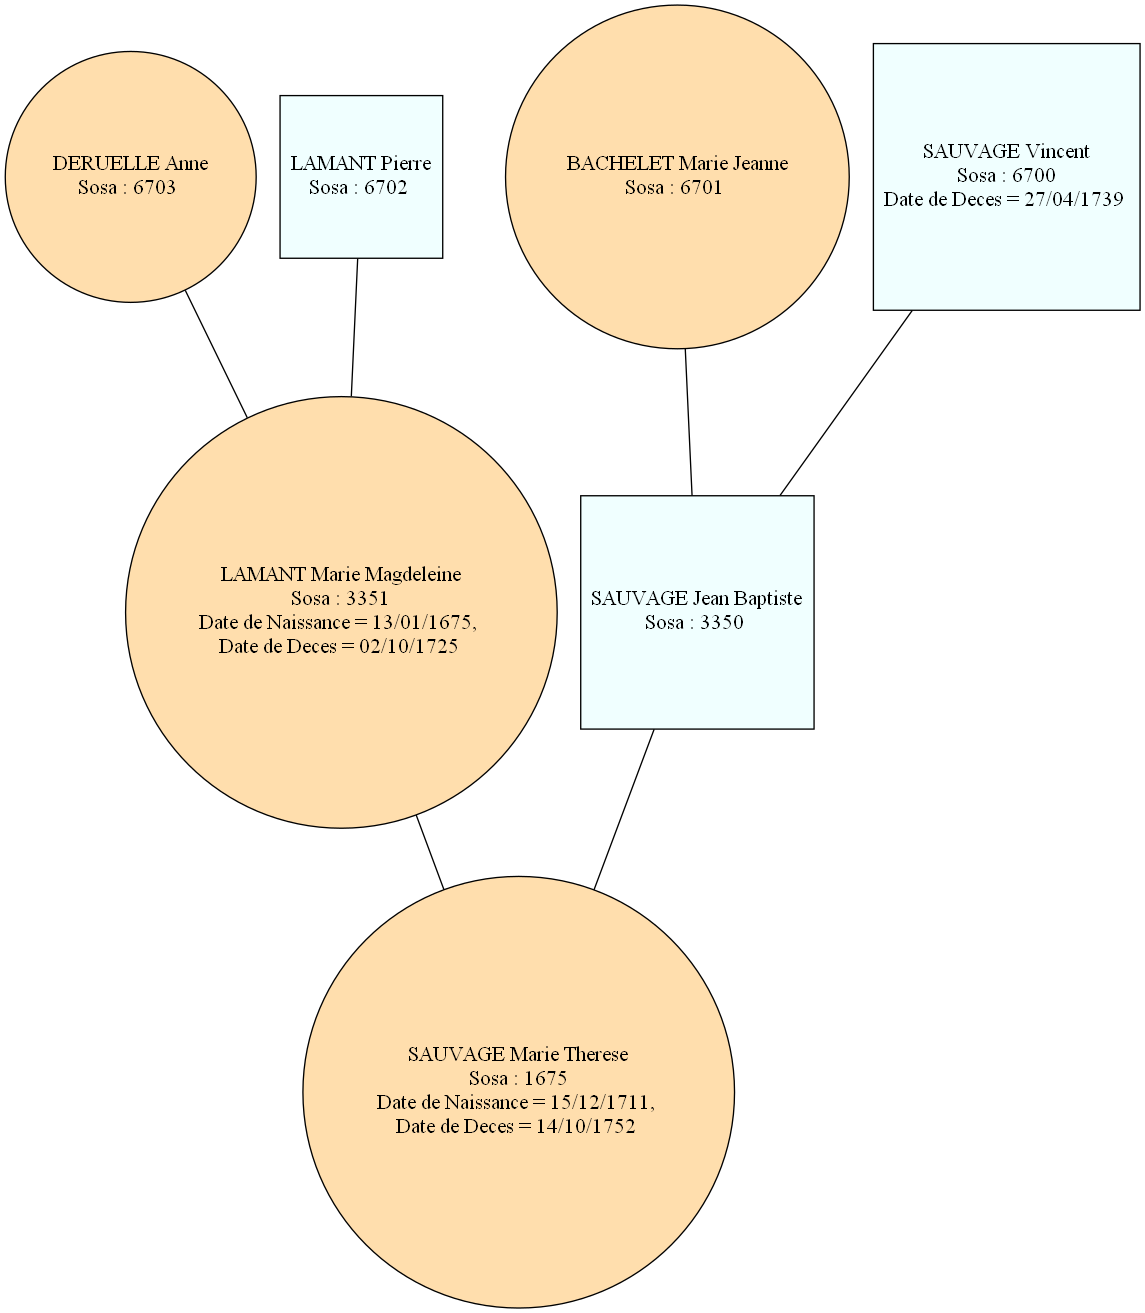 DERUELLE Anne
Sosa : 6703
LAMANT Pierre
Sosa : 6702
BACHELET Marie Jeanne
Sosa : 6701
SAUVAGE Vincent
Sosa : 6700
Date de Deces = 27/04/1739
LAMANT Marie Magdeleine
Sosa : 3351
Date de Naissance = 13/01/1675,
Date de Deces = 02/10/1725
SAUVAGE Jean Baptiste
Sosa : 3350
SAUVAGE Marie Therese
Sosa : 1675
Date de Naissance = 15/12/1711,
Date de Deces = 14/10/1752